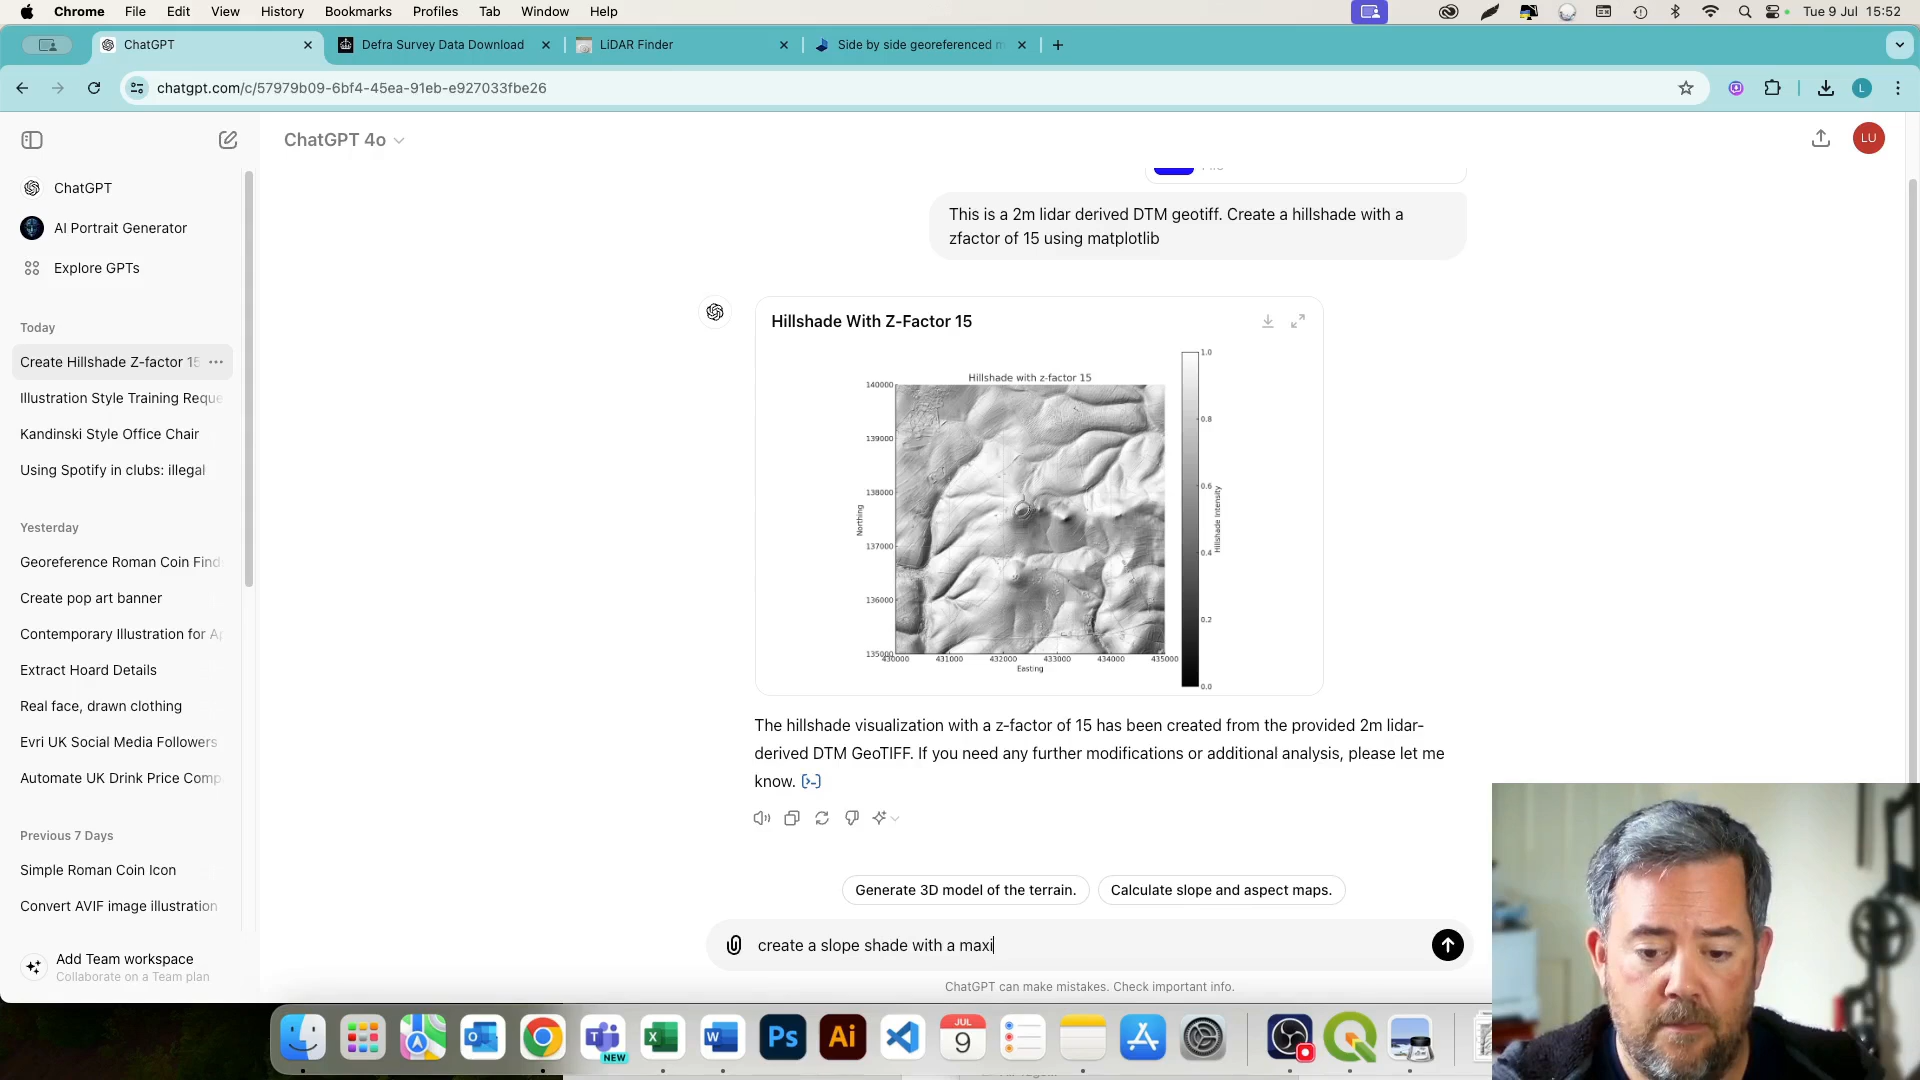 Chrome File Edit View History Bookmarks Profiles Tab Window Help Tue 9 Jul 15:52
ChatGPT Defra Survey Data Download LiDAR Finder Side by side georeferenced
chatgpt.com/c/57979b09-6bf4-45ea-91eb-e927033fbe26 L
ChatGPT 4o LU
ChatGPT
AI Portrait Generator
Explore GPTs
Today
Create Hillshade Z-factor 15
Illustration Style Training Reque
Kandinski Style Office Chair
Using Spotify in clubs: illegal
Yesterday
Georeference Roman Coin Find
Create pop art banner
Contemporary Illustration for Ap
Extract Hoard Details
Real face, drawn clothing
Evri UK Social Media Followers
Automate UK Drink Price Comp
Previous 7 Days
Simple Roman Coin Icon
Convert AVIF image illustration
Add Team workspace
Collaborate on a Team plan
This is a 2m lidar derived DTM geotiff. Create a hillshade with a
zfactor of 15 using matplotlib
Hillshade With Z-Factor 15
Hillshade with z-factor 15
140000
139000
138000
137000
136000
135000
Northing
430000 431000 432000 433000 434000 435000
Easting
1.0
0.8
0.6
0.4
0.2
0.0
Hillshade Intensity
The hillshade visualization with a z-factor of 15 has been created from the provided 2m lidar-
derived DTM GeoTIFF. If you need any further modifications or additional analysis, please let me
know. [>-]
Generate 3D model of the terrain. Calculate slope and aspect maps.
create a slope shade with a maxi
ChatGPT can make mistakes. Check important info.
NEW
Ps
Ai
JUL
9